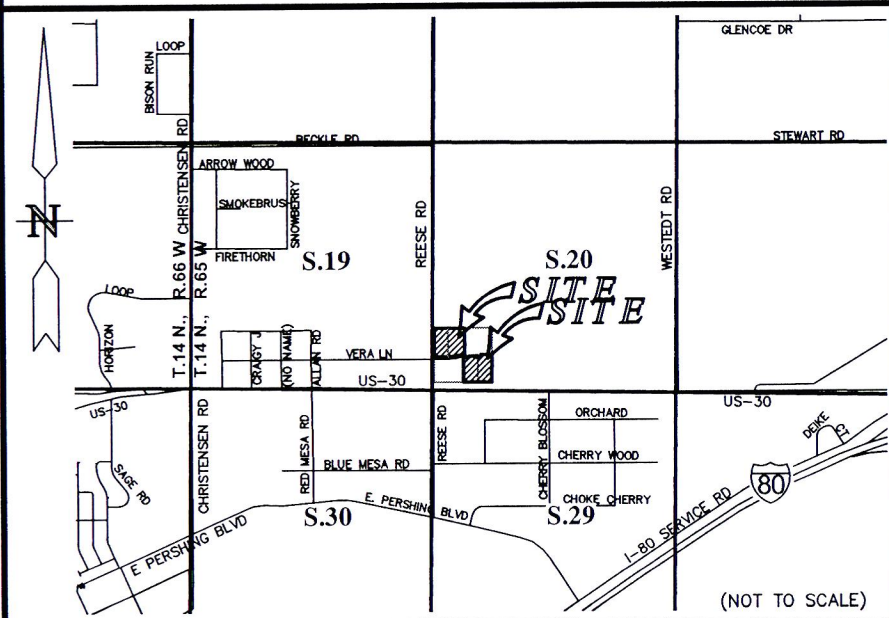 GLENCOE DR
LOOP
BISON RUN
CHRISTENSEN RD
BECKLE RD
STEWART RD
ARROW WOOD
SMOKEBRUS
SNOWBERRY
FIRETHORN
REESE RD
WESTEDT RD
N
S.19
S.20
SITE
SITE
T.14 N., R.66 W
T.14 N., R.65 W
LOOP
HORIZON
CRAIGY J
(NO NAME)
ALLAN RD
VERA LN
US-30
US-30
US-30
CHRISTENSEN RD
RED MESA RD
REESE RD
CHERRY BLOSSOM
ORCHARD
CHERRY WOOD
DEIKE CT
BLUE MESA RD
SAGE RD
CHOKE CHERRY
80
S.30
E. PERSHING BLVD
S.29
I-80 SERVICE RD
E PERSHING BLVD
(NOT TO SCALE)